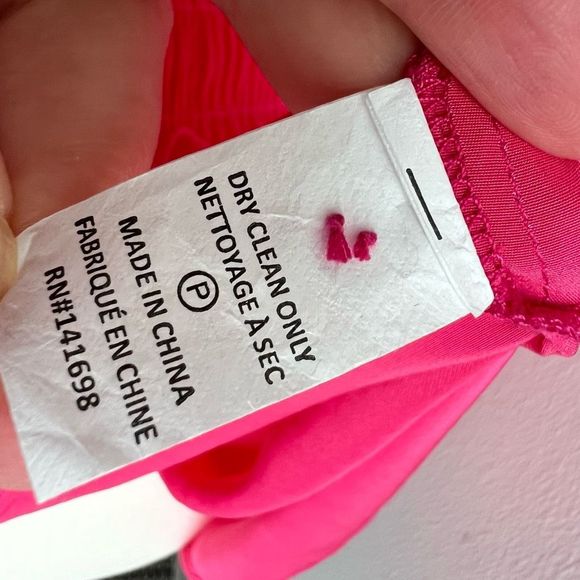 DRY CLEAN ONLY
NETTOYAGE À SEC
P
MADE IN CHINA
FABRIQUÉ EN CHINE
RN#141698